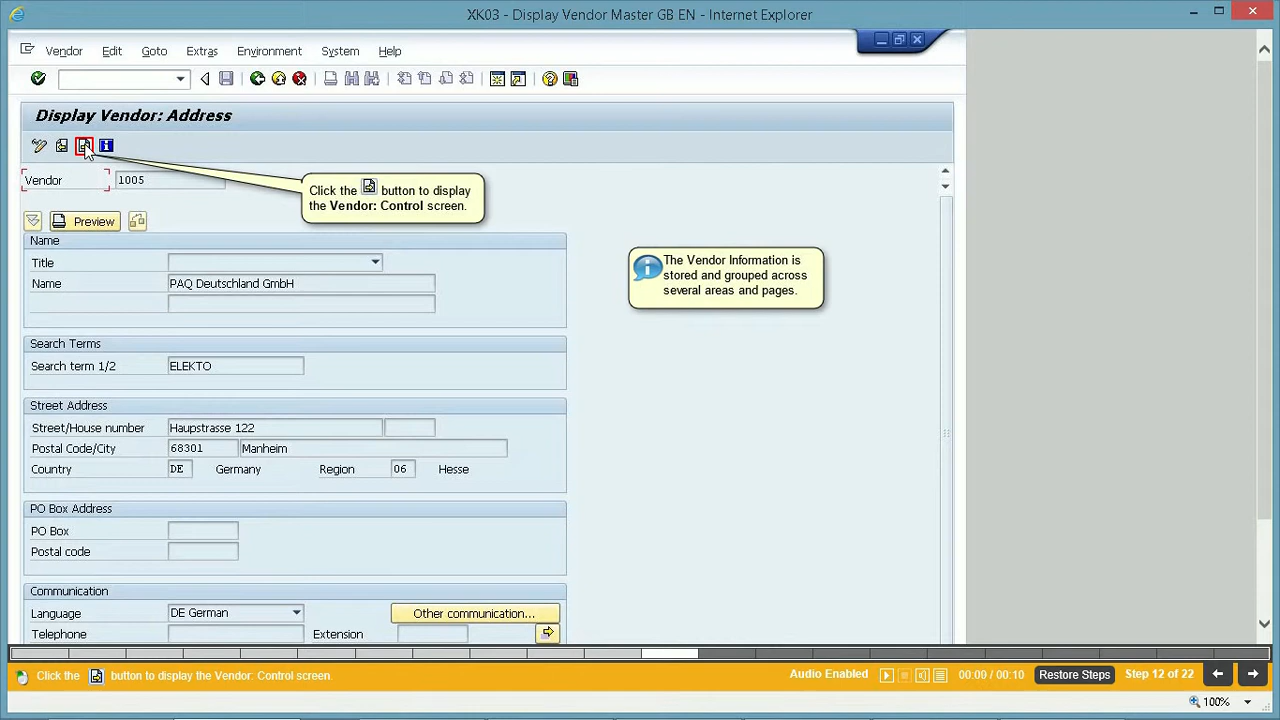 XK03 - Display Vendor Master GB EN - Internet Explorer
Vendor Edit Goto Extras Environment System Help
Display Vendor: Address
Vendor 1005
Click the button to display
the Vendor: Control screen.
Preview
Name
Title
Name PAQ Deutschland GmbH
The Vendor Information is
stored and grouped across
several areas and pages.
Search Terms
Search term 1/2 ELEKTO
Street Address
Street/House number Haupstrasse 122
Postal Code/City 68301 Manheim
Country DE Germany Region 06 Hesse
PO Box Address
PO Box
Postal code
Communication
Language DE German Other communication...
Telephone Extension
Click the button to display the Vendor: Control screen. Audio Enabled 00:00 / 00:10 Restore Steps Step 12 of 22
100%